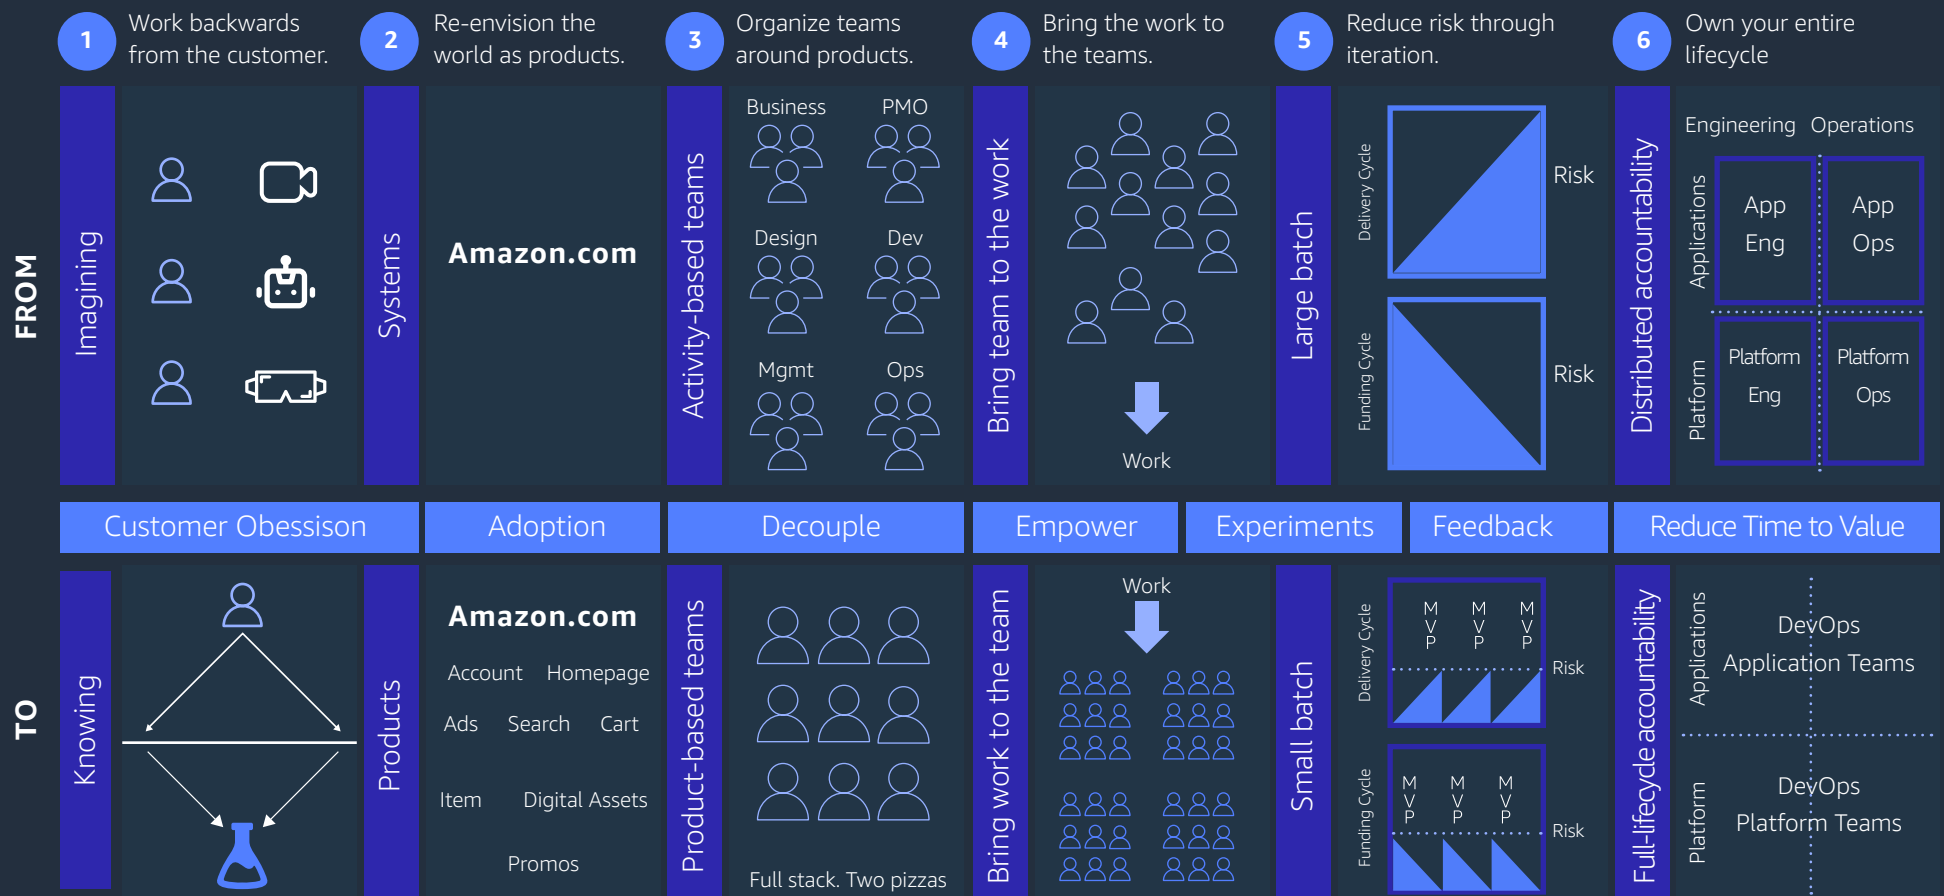 1
Work backwards
from the customer.
2
Re-envision the
world as products.
3
Organize teams
around products.
4
Bring the work to
the teams.
5
Reduce risk through
iteration.
6
Own your entire
lifecycle
FROM
Imagining
Systems
Amazon.com
Activity-based teams
Business PMO
Design Dev
Mgmt Ops
Bring team to the work
Work
Large batch
Delivery Cycle
Risk
Funding Cycle
Risk
Distributed accountability
Engineering Operations
Applications
App
Eng
App
Ops
Platform
Platform
Eng
Platform
Ops
Customer Obessison
Adoption
Decouple
Empower
Experiments
Feedback
Reduce Time to Value
TO
Knowing
Products
Amazon.com
Account Homepage
Ads Search Cart
Item Digital Assets
Promos
Product-based teams
Full stack. Two pizzas
Bring work to the team
Work
Small batch
Delivery Cycle
MVP MVP MVP
Risk
Funding Cycle
MVP MVP MVP
Risk
Full-lifecycle accountability
Applications
DevOps
Application Teams
Platform
DevOps
Platform Teams